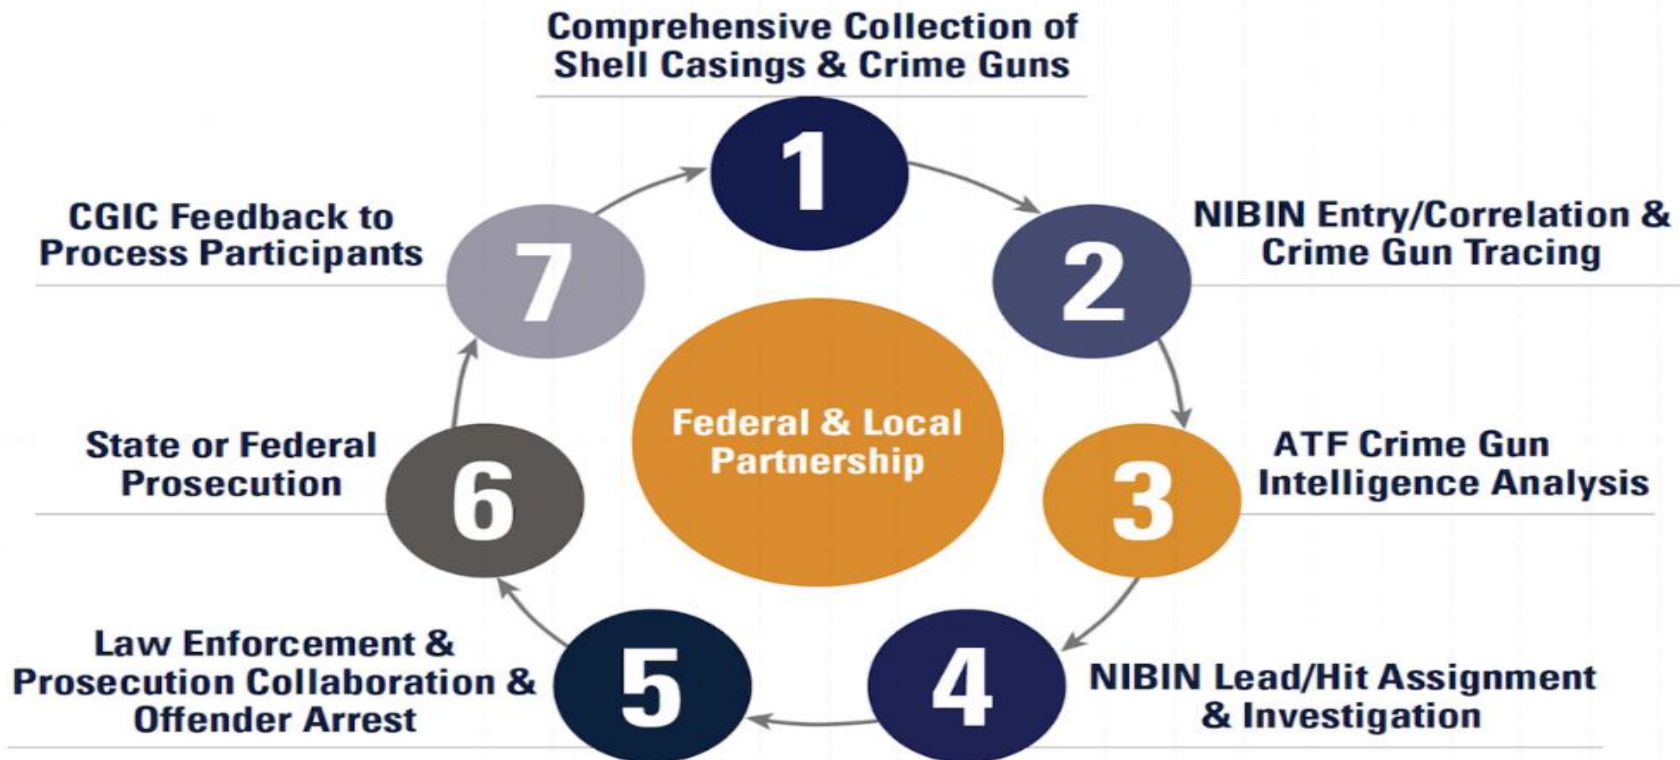 Comprehensive Collection of
Shell Casings & Crime Guns
1
NIBIN Entry/Correlation &
Crime Gun Tracing
2
ATF Crime Gun
Intelligence Analysis
3
NIBIN Lead/Hit Assignment
& Investigation
4
Law Enforcement &
Prosecution Collaboration &
Offender Arrest
5
State or Federal
Prosecution
6
CGIC Feedback to
Process Participants
7
Federal & Local
Partnership